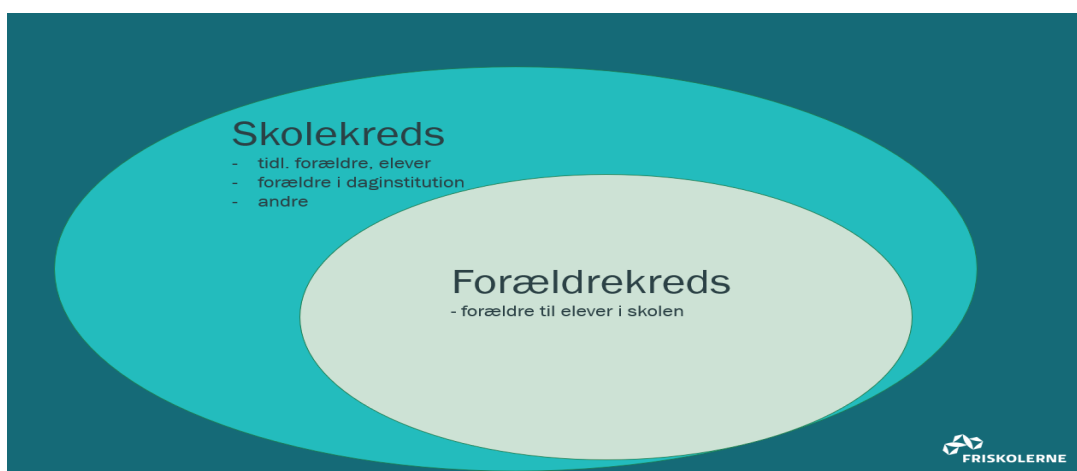 Skolekreds
- tidl. forældre, elever
- forældre i daginstitution
- andre
Forældrekreds
- forældre til elever i skolen
FRISKOLERNE